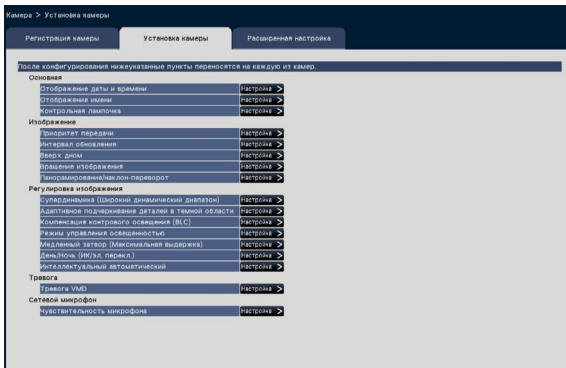 Камера > Установка камеры
Регистрация камеры Установка камеры Расширенная настройка
После конфигурирования нижеуказанные пункты переносятся на каждую из камер.
Основная
Отображение даты и времени Настройка >
Отображение имени Настройка >
Контрольная лампочка Настройка >
Изображение
Приоритет передачи Настройка >
Интервал обновления Настройка >
Вверх дном Настройка >
Вращение изображения Настройка >
Панорамирование/наклон-переворот Настройка >
Регулировка изображения
Супердинамика (Широкий динамический диапазон) Настройка >
Адаптивное подчеркивание деталей в темной области Настройка >
Компенсация контрового освещения (BLC) Настройка >
Режим управления освещенностью Настройка >
Медленный затвор (Максимальная выдержка) Настройка >
День/Ночь (ИК/эл. перекл.) Настройка >
Интеллектуальный автоматический Настройка >
Тревога
Тревога VMD Настройка >
Сетевой микрофон
Чувствительность микрофона Настройка >